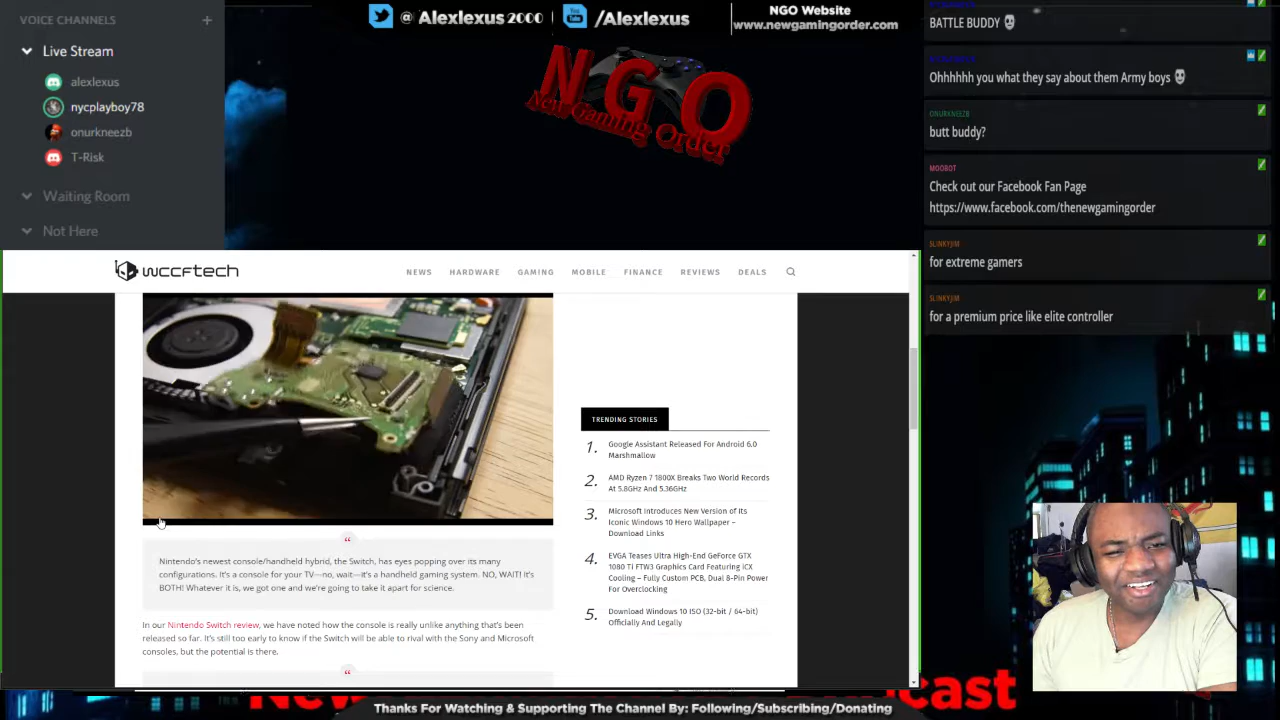 VOICE CHANNELS +
Live Stream
alexlexus
nycplayboy78
onurkneezb
T-Risk
Waiting Room
Not Here
@ Alexlexus 2000
You Tube /Alexlexus
NGO Website
www.newgamingorder.com
NGO
New Gaming Order
BATTLE BUDDY
Ohhhhhh you what they say about them Army boys
ONURKNEEZB
butt buddy?
MOOBOT
Check out our Facebook Fan Page
https://www.facebook.com/thenewgamingorder
SLINKYJIM
for extreme gamers
SLINKYJIM
for a premium price like elite controller
wccftech
NEWS HARDWARE GAMING MOBILE FINANCE REVIEWS DEALS
TRENDING STORIES
1. Google Assistant Released For Android 6.0
Marshmallow
2. AMD Ryzen 7 1800X Breaks Two World Records
At 5.8GHz And 5.36GHz
3. Microsoft Introduces New Version of Its
Iconic Windows 10 Hero Wallpaper –
Download Links
4. EVGA Teases Ultra High-End GeForce GTX
1080 Ti FTW3 Graphics Card Featuring iCX
Cooling – Fully Custom PCB, Dual 8-Pin Power
For Overclocking
5. Download Windows 10 ISO (32-bit / 64-bit)
Officially And Legally
“
Nintendo's newest console/handheld hybrid, the Switch, has eyes popping over its many
configurations. It's a console for your TV—no, wait—it's a handheld gaming system. NO, WAIT! It's
BOTH! Whatever it is, we got one and we're going to take it apart for science.
In our Nintendo Switch review, we have noted how the console is really unlike anything that's been
released so far. It's still too early to know if the Switch will be able to rival with the Sony and Microsoft
consoles, but the potential is there.
“
Thanks For Watching & Supporting The Channel By: Following/Subscribing/Donating